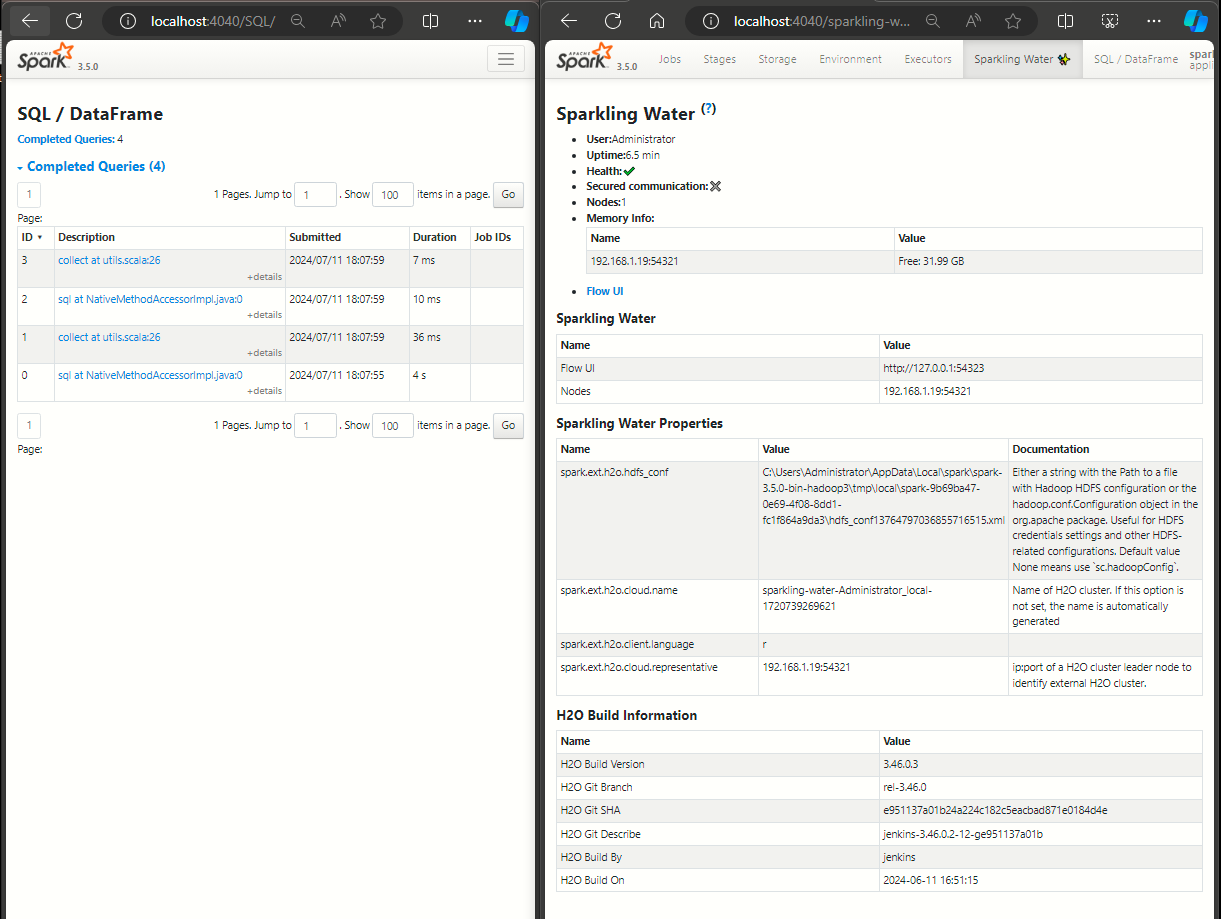 localhost:4040/SQL/
APACHE
Spark 3.5.0
SQL / DataFrame
Completed Queries: 4
Completed Queries (4)
1
1 Pages. Jump to 1 . Show 100 items in a page. Go
Page:
ID Description Submitted Duration Job IDs
3 collect at utils.scala:26 2024/07/11 18:07:59 7 ms
+details
2 sql at NativeMethodAccessorImpl.java:0 2024/07/11 18:07:59 10 ms
+details
1 collect at utils.scala:26 2024/07/11 18:07:59 36 ms
+details
0 sql at NativeMethodAccessorImpl.java:0 2024/07/11 18:07:55 4 s
+details
1
1 Pages. Jump to 1 . Show 100 items in a page. Go
Page:
localhost:4040/sparkling-w...
APACHE
Spark 3.5.0
Jobs Stages Storage Environment Executors Sparkling Water SQL / DataFrame
spark
appli
Sparkling Water (?)
User:Administrator
Uptime:6.5 min
Health:
Secured communication:
Nodes:1
Memory Info:
Name Value
192.168.1.19:54321 Free: 31.99 GB
Flow UI
Sparkling Water
Name Value
Flow UI http://127.0.0.1:54323
Nodes 192.168.1.19:54321
Sparkling Water Properties
Name Value Documentation
spark.ext.h2o.hdfs_conf
C:\Users\Administrator\AppData\Local\spark\spark-
3.5.0-bin-hadoop3\tmp\local\spark-9b69ba47-
0e69-4f08-8dd1-
fc1f864a9da3\hdfs_conf13764797036855716515.xml
Either a string with the Path to a file
with Hadoop HDFS configuration or the
hadoop.conf.Configuration object in the
org.apache package. Useful for HDFS
credentials settings and other HDFS-
related configurations. Default value
None means use `sc.hadoopConfig`.
spark.ext.h2o.cloud.name
sparkling-water-Administrator_local-
1720739269621
Name of H2O cluster. If this option is
not set, the name is automatically
generated
spark.ext.h2o.client.language r
spark.ext.h2o.cloud.representative 192.168.1.19:54321
ip:port of a H2O cluster leader node to
identify external H2O cluster.
H2O Build Information
Name Value
H2O Build Version 3.46.0.3
H2O Git Branch rel-3.46.0
H2O Git SHA e951137a01b24a224c182c5eacbad871e0184d4e
H2O Git Describe jenkins-3.46.0.2-12-ge951137a01b
H2O Build By jenkins
H2O Build On 2024-06-11 16:51:15